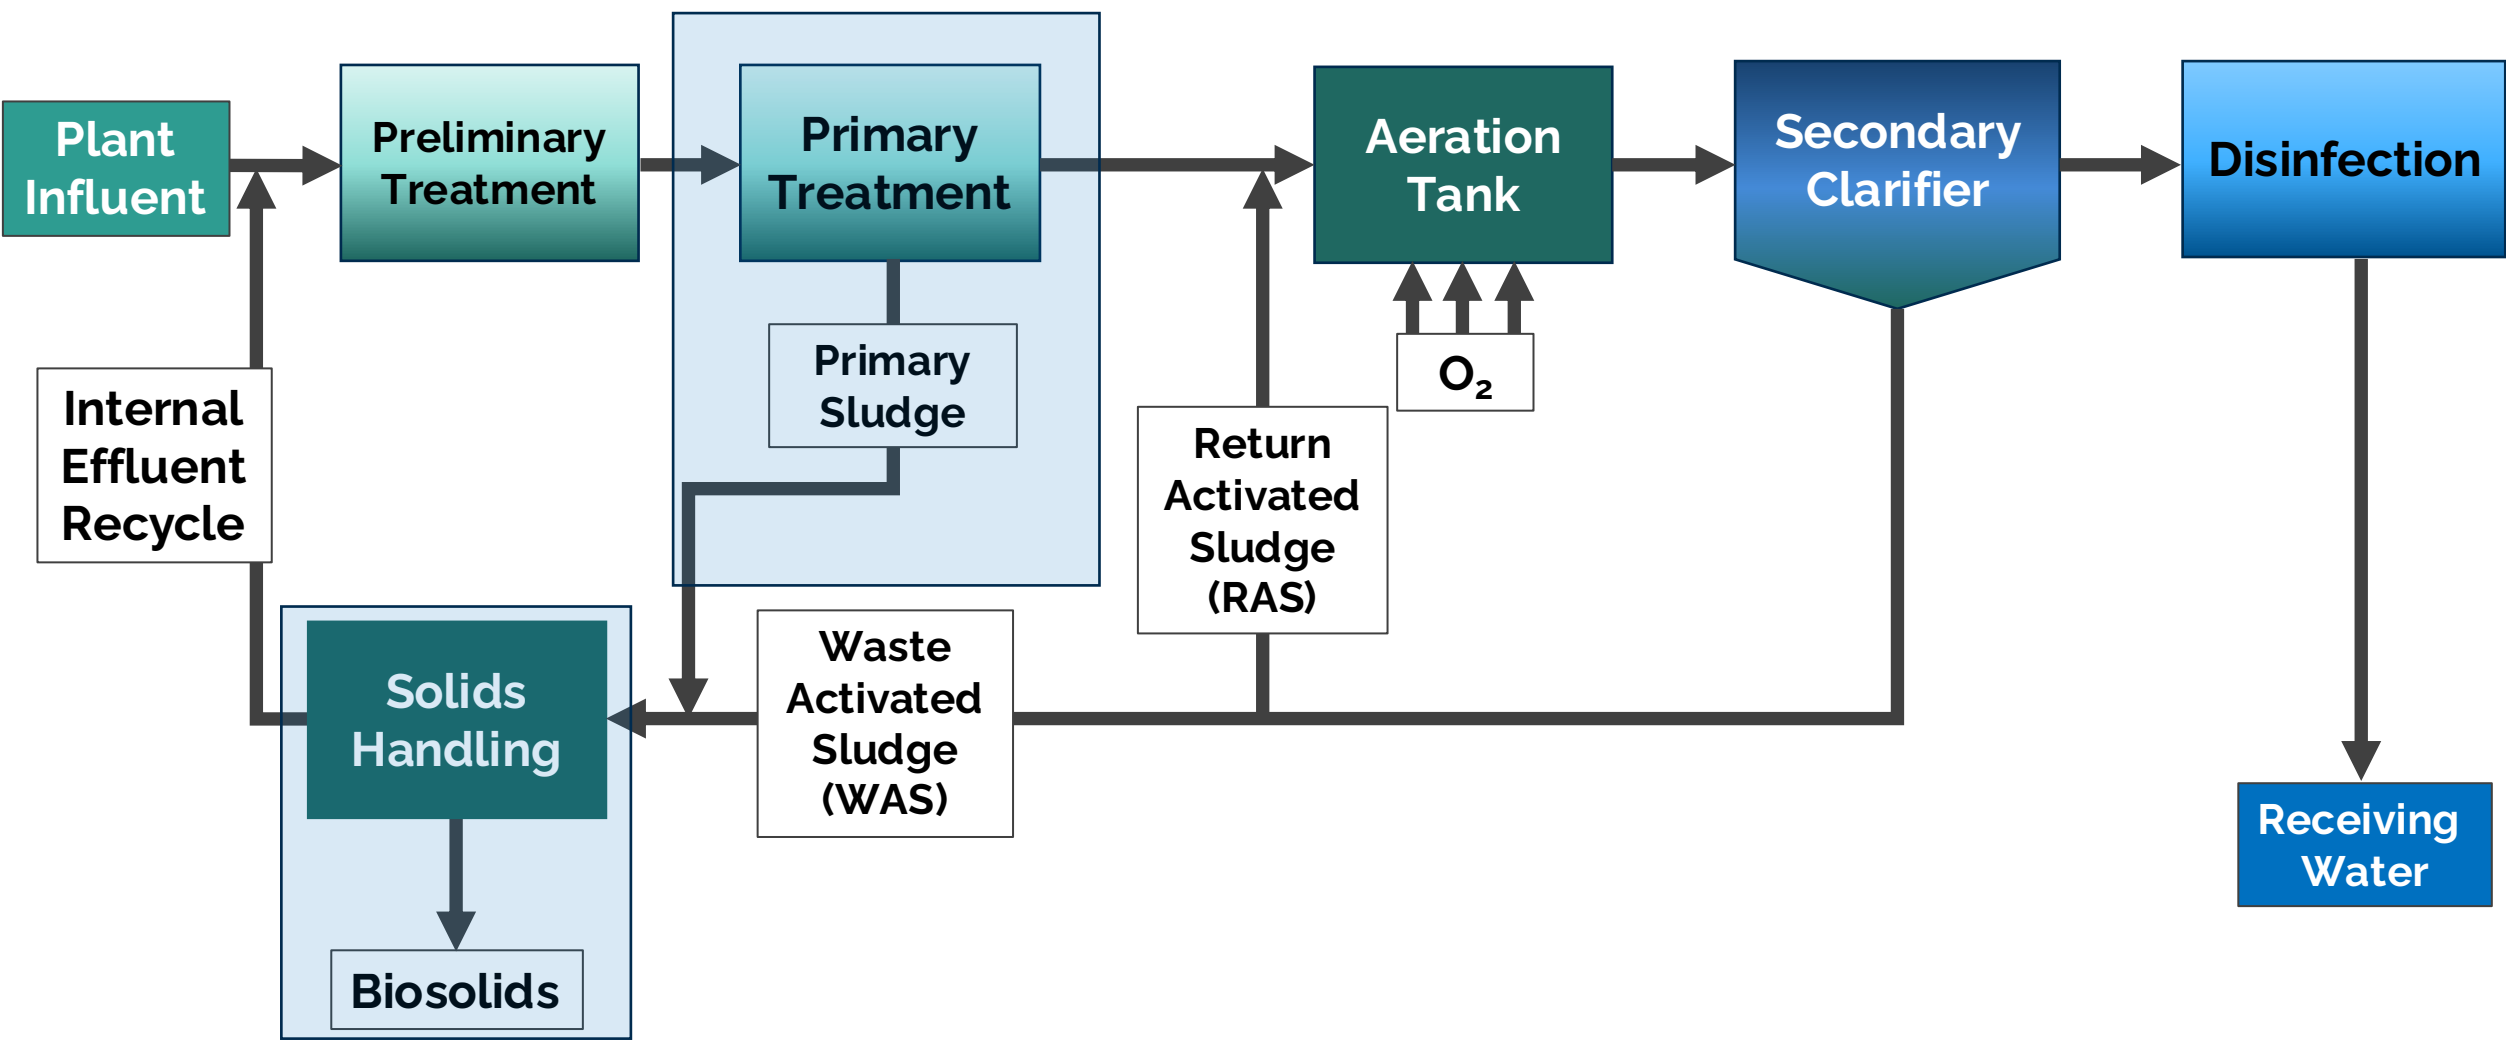 Plant
Influent
Preliminary
Treatment
Primary
Treatment
Aeration
Tank
Secondary
Clarifier
Disinfection
Primary
Sludge
O₂
Internal
Effluent
Recycle
Return
Activated
Sludge
(RAS)
Waste
Activated
Sludge
(WAS)
Solids
Handling
Receiving
Water
Biosolids